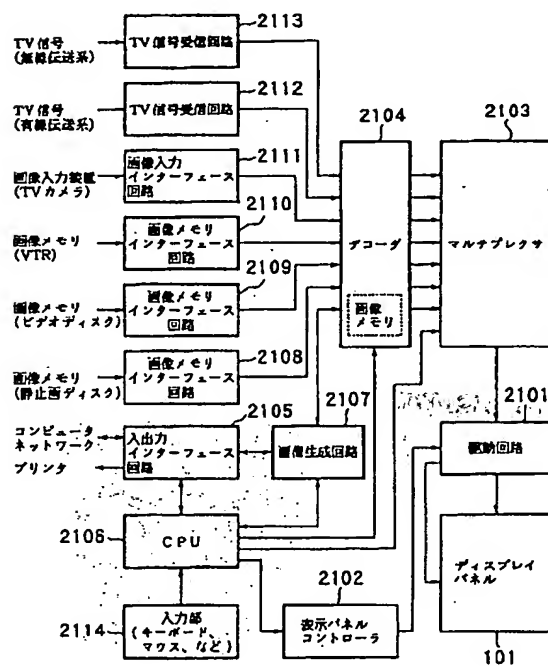 2113
TV信号
(無線伝送系)
TV信号受信回路
2112
TV信号
(有線伝送系)
TV信号受信回路
2104
2103
2111
画像入力装置
(TVカメラ)
画像入力
インターフェース
回路
2110
画像メモリ
(VTR)
画像メモリ
インターフェース
回路
デコーダ
マルチプレクサ
2109
画像メモリ
(ビデオディスク)
画像メモリ
インターフェース
回路
画像
メモリ
2108
画像メモリ
(静止画ディスク)
画像メモリ
インターフェース
回路
2105
2107
2101
コンピュータ
ネットワーク
プリンタ
入出力
インターフェース
回路
画像生成回路
駆動回路
2106
CPU
2102
ディスプレイ
パネル
2114
入力部
(キーボード、
マウス、など)
表示パネル
コントローラ
101